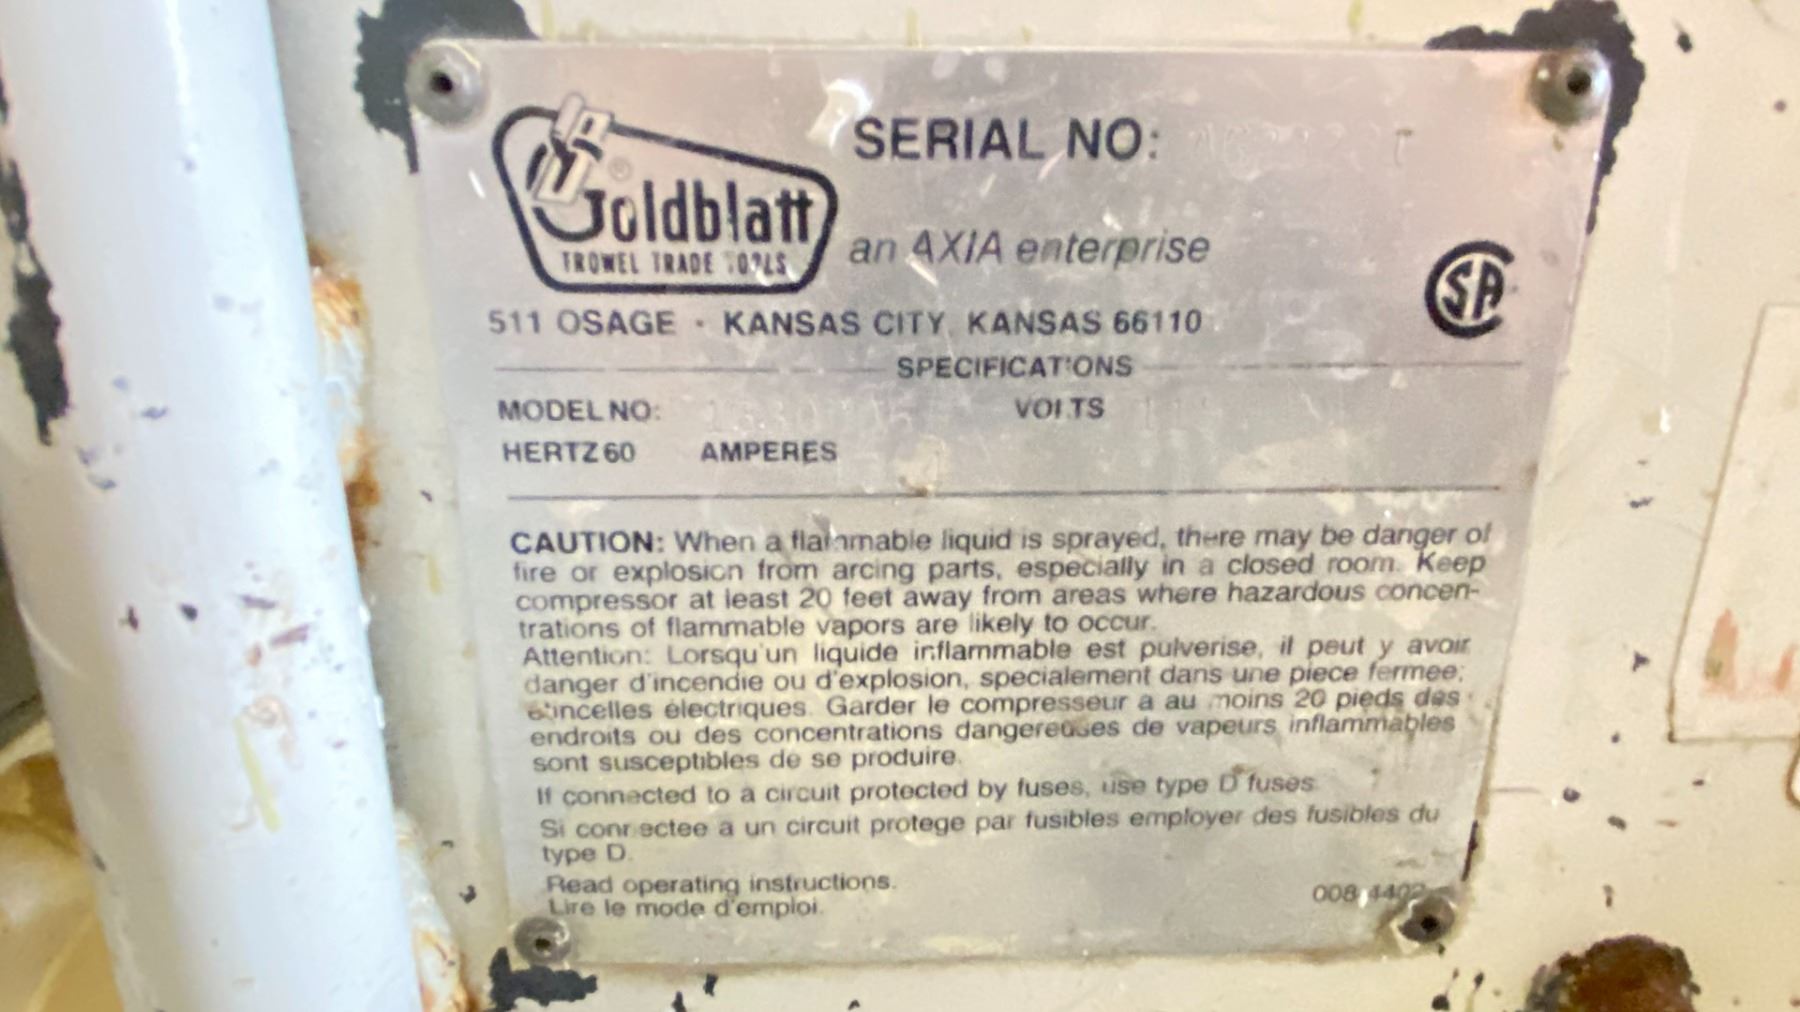 Goldblatt ®
TROWEL TRADE TOOLS
SERIAL NO:
an AXIA enterprise
SA
511 OSAGE · KANSAS CITY, KANSAS 66110
SPECIFICATIONS
MODEL NO: VOLTS
HERTZ 60 AMPERES
CAUTION: When a flammable liquid is sprayed, there may be danger of
fire or explosion from arcing parts, especially in a closed room. Keep
compressor at least 20 feet away from areas where hazardous concen-
trations of flammable vapors are likely to occur.
Attention: Lorsqu'un liquide inflammable est pulverise, il peut y avoir
danger d'incendie ou d'explosion, specialement dans une piece fermee;
etincelles electriques. Garder le compresseur a au moins 20 pieds des
endroits ou des concentrations dangereuses de vapeurs inflammables
sont susceptibles de se produire.
If connected to a circuit protected by fuses, use type D fuses
Si connectee a un circuit protege par fusibles employer des fusibles du
type D.
Read operating instructions.
Lire le mode d'emploi.